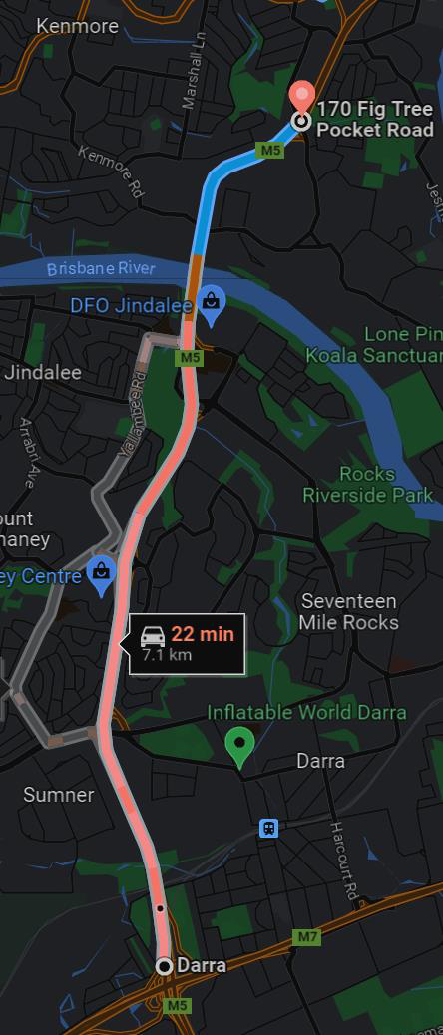 Kenmore
Marshall Ln
170 Fig Tree
Pocket Road
M5
Kenmore Rd
Brisbane River
DFO Jindalee
Lone Pin
Koala Sanctuar
M5
Jindalee
Yallambee Rd
Arrabri Ave
Rocks
Riverside Park
ount
maney
ey Centre
Seventeen
Mile Rocks
22 min
7.1 km
Inflatable World Darra
Darra
Sumner
Harcourt Rd
M7
Darra
M5